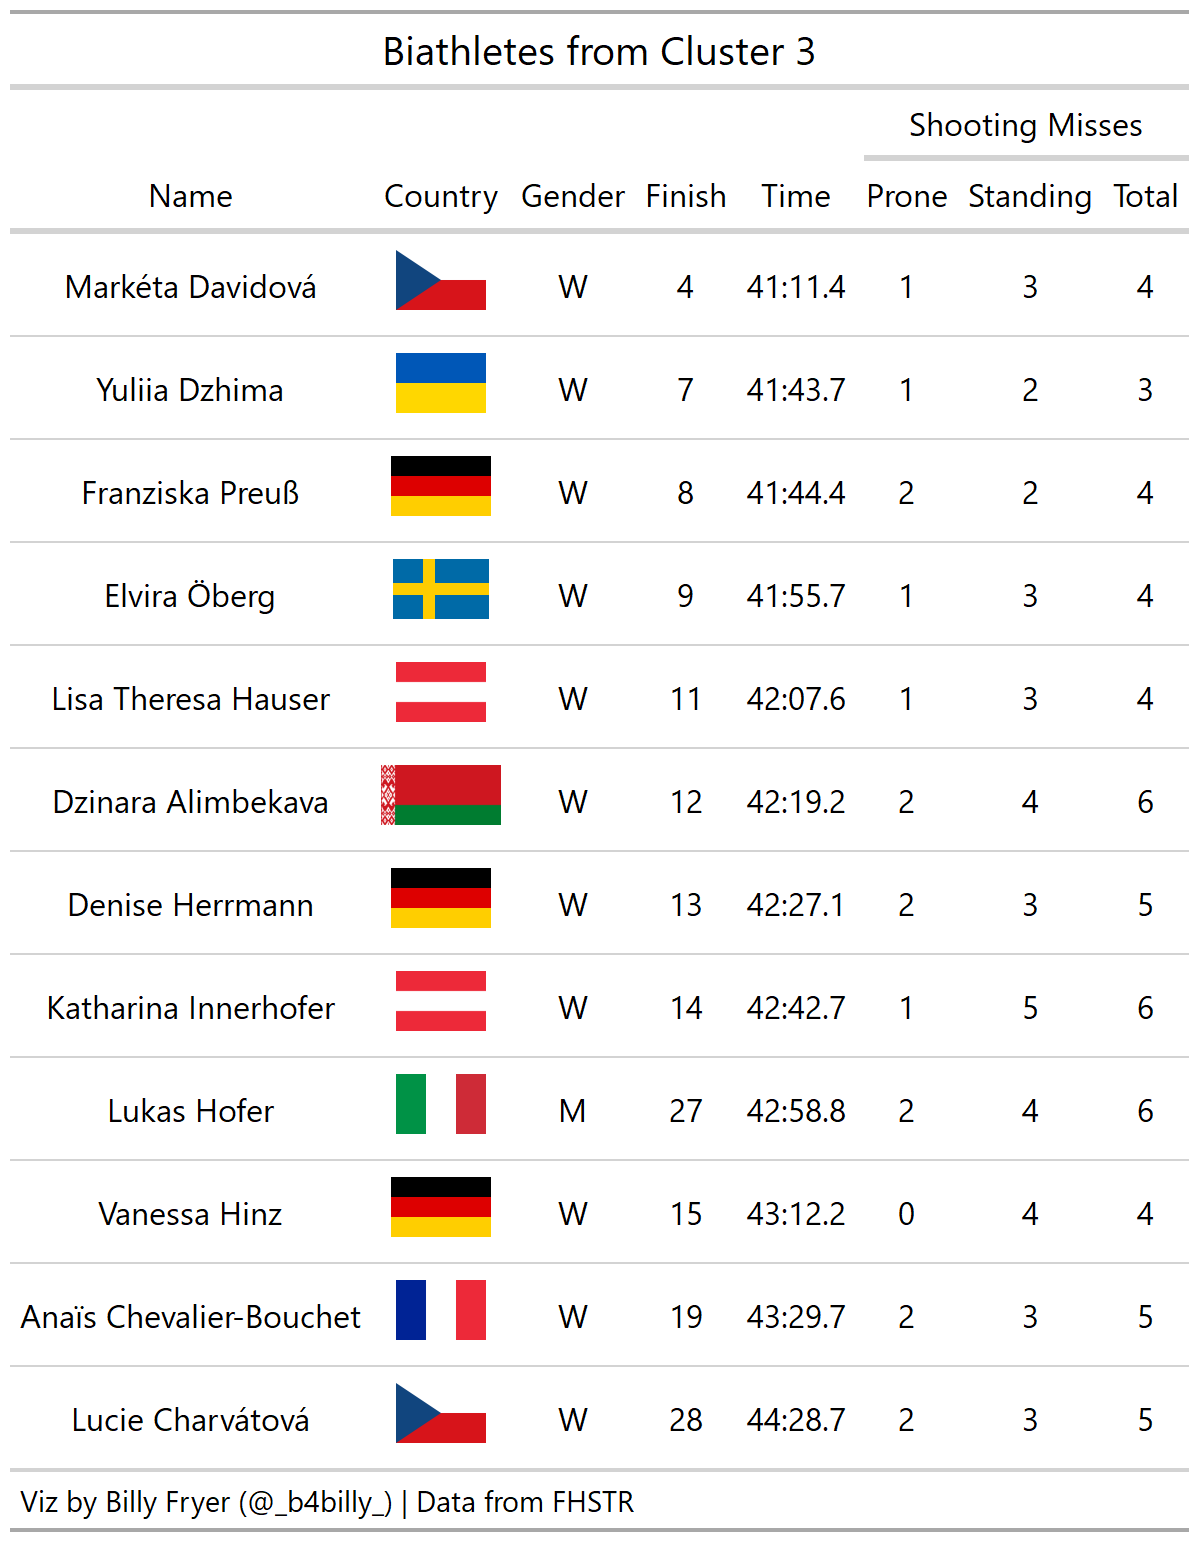 Biathletes from Cluster 3
Shooting Misses
Name Country Gender Finish Time Prone Standing Total
Markéta Davidová W 4 41:11.4 1 3 4
Yuliia Dzhima W 7 41:43.7 1 2 3
Franziska Preuß W 8 41:44.4 2 2 4
Elvira Öberg W 9 41:55.7 1 3 4
Lisa Theresa Hauser W 11 42:07.6 1 3 4
Dzinara Alimbekava W 12 42:19.2 2 4 6
Denise Herrmann W 13 42:27.1 2 3 5
Katharina Innerhofer W 14 42:42.7 1 5 6
Lukas Hofer M 27 42:58.8 2 4 6
Vanessa Hinz W 15 43:12.2 0 4 4
Anaïs Chevalier-Bouchet W 19 43:29.7 2 3 5
Lucie Charvátová W 28 44:28.7 2 3 5
Viz by Billy Fryer (@_b4billy_) | Data from FHSTR